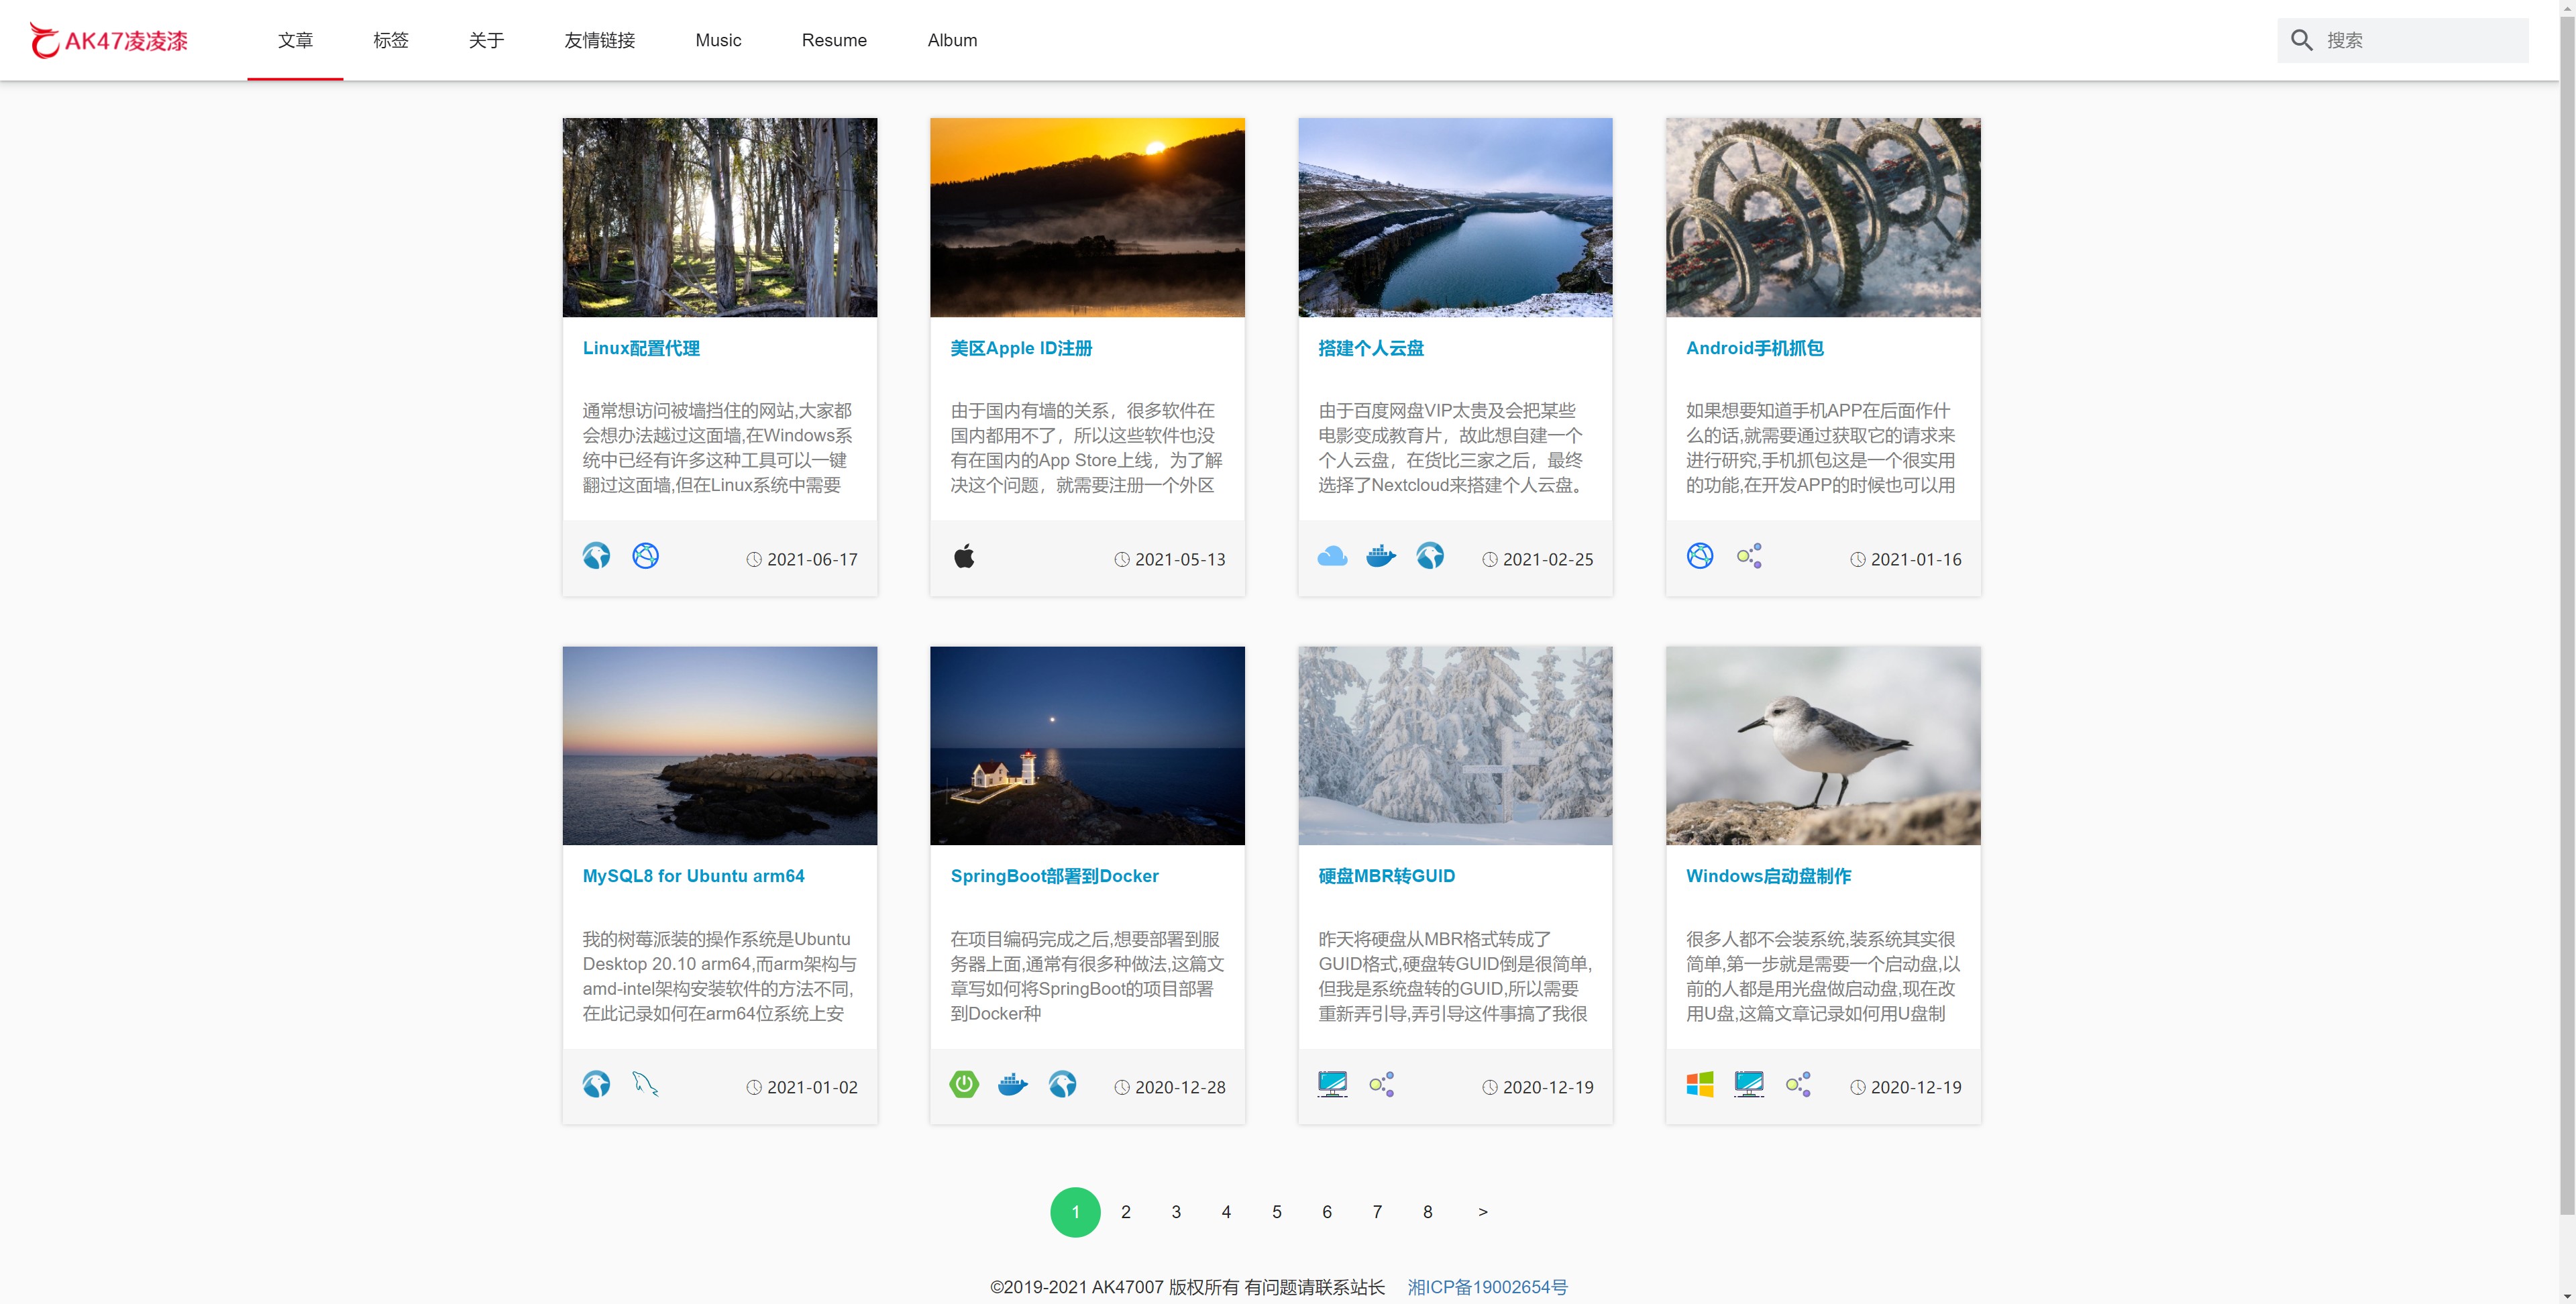 AK47凌凌漆
文章
标签
关于
友情链接
Music
Resume
Album
搜索
Linux配置代理
通常想访问被墙挡住的网站,大家都
会想办法越过这面墙,在Windows系
统中已经有许多这种工具可以一键
翻过这面墙,但在Linux系统中需要
2021-06-17
美区Apple ID注册
由于国内有墙的关系，很多软件在
国内都用不了，所以这些软件也没
有在国内的App Store上线，为了解
决这个问题，就需要注册一个外区
2021-05-13
搭建个人云盘
由于百度网盘VIP太贵及会把某些
电影变成教育片，故此想自建一个
个人云盘，在货比三家之后，最终
选择了Nextcloud来搭建个人云盘。
2021-02-25
Android手机抓包
如果想要知道手机APP在后面作什
么的话,就需要通过获取它的请求来
进行研究,手机抓包这是一个很实用
的功能,在开发APP的时候也可以用
2021-01-16
MySQL8 for Ubuntu arm64
我的树莓派装的操作系统是Ubuntu
Desktop 20.10 arm64,而arm架构与
amd-intel架构安装软件的方法不同,
在此记录如何在arm64位系统上安
2021-01-02
SpringBoot部署到Docker
在项目编码完成之后,想要部署到服
务器上面,通常有很多种做法,这篇文
章写如何将SpringBoot的项目部署
到Docker种
2020-12-28
硬盘MBR转GUID
昨天将硬盘从MBR格式转成了
GUID格式,硬盘转GUID倒是很简单,
但我是系统盘转的GUID,所以需要
重新弄引导,弄引导这件事搞了我很
2020-12-19
Windows启动盘制作
很多人都不会装系统,装系统其实很
简单,第一步就是需要一个启动盘,以
前的人都是用光盘做启动盘,现在改
用U盘,这篇文章记录如何用U盘制
2020-12-19
1 2 3 4 5 6 7 8 >
©2019-2021 AK47007 版权所有 有问题请联系站长 湘ICP备19002654号